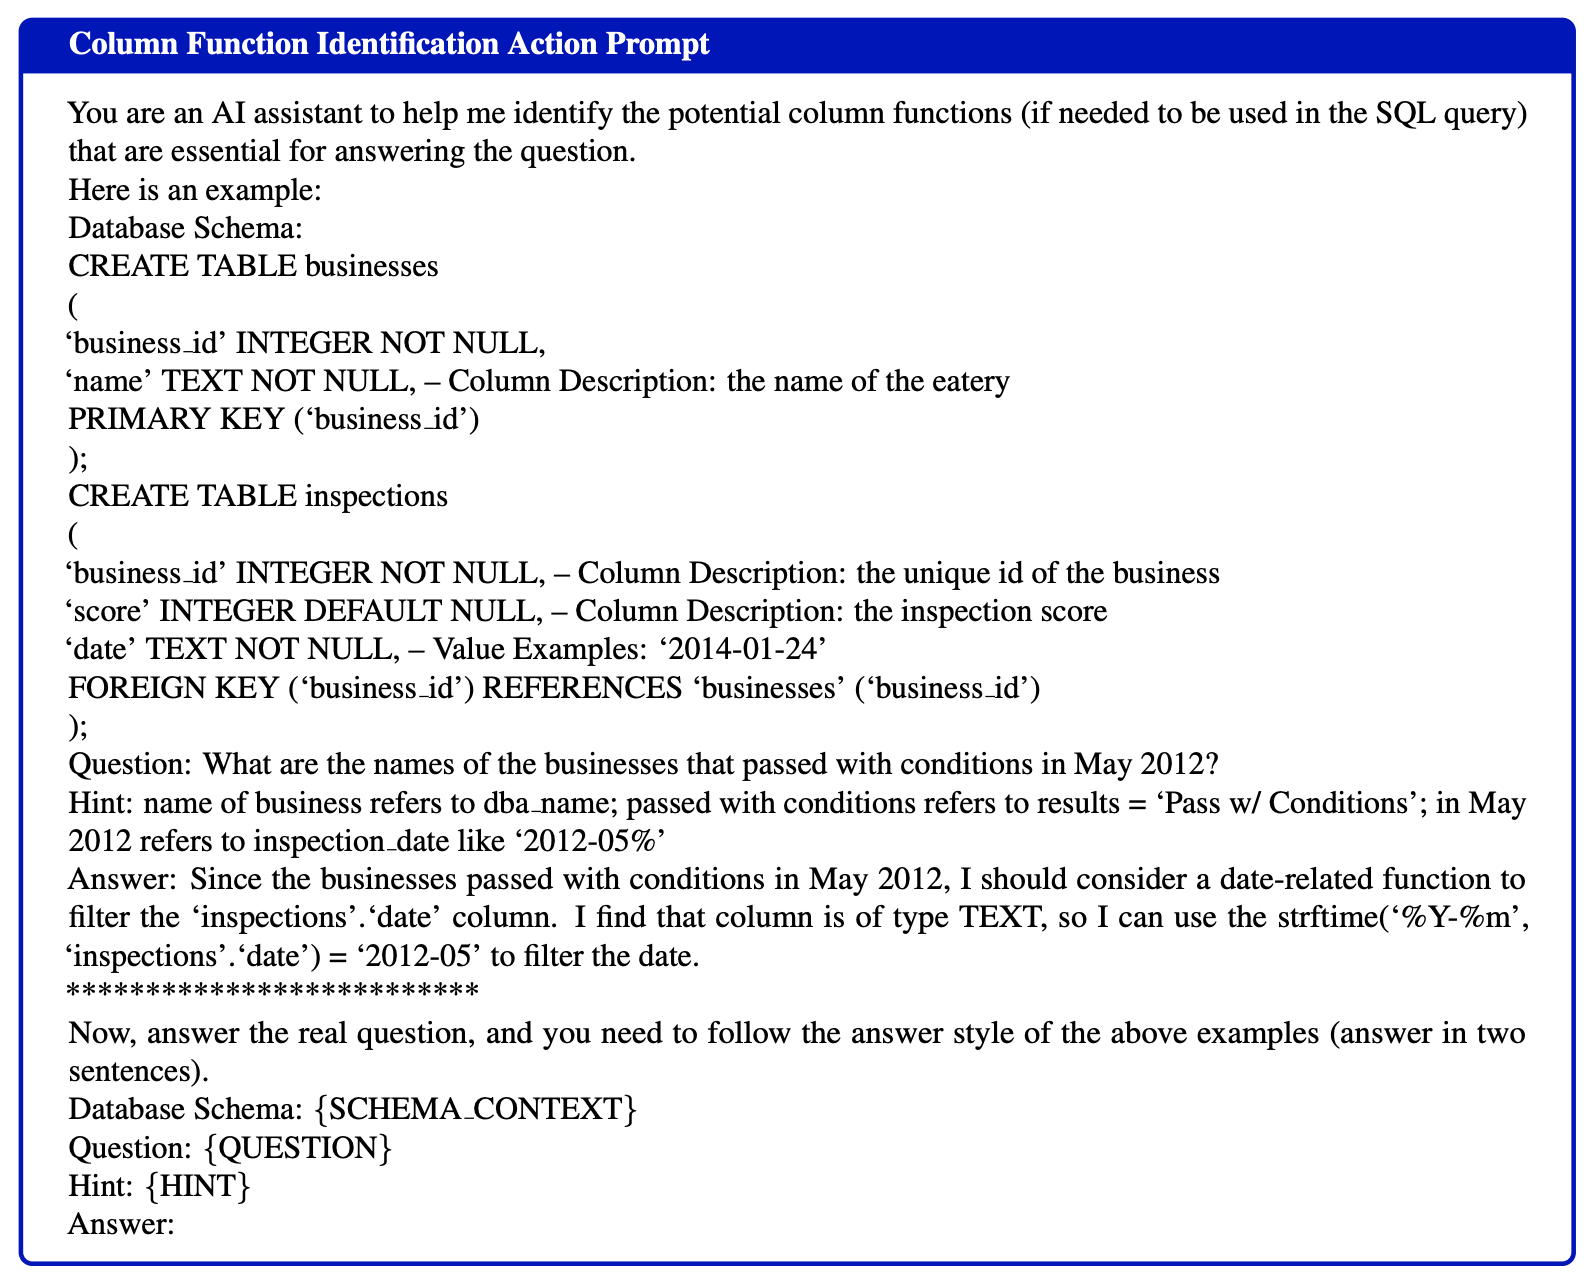 Column Function Identification Action Prompt
You are an AI assistant to help me identify the potential column functions (if needed to be used in the SQL query)
that are essential for answering the question.
Here is an example:
Database Schema:
CREATE TABLE businesses
(
‘business_id’ INTEGER NOT NULL,
‘name’ TEXT NOT NULL, – Column Description: the name of the eatery
PRIMARY KEY (‘business_id’)
);
CREATE TABLE inspections
(
‘business_id’ INTEGER NOT NULL, – Column Description: the unique id of the business
‘score’ INTEGER DEFAULT NULL, – Column Description: the inspection score
‘date’ TEXT NOT NULL, – Value Examples: ‘2014-01-24’
FOREIGN KEY (‘business_id’) REFERENCES ‘businesses’ (‘business_id’)
);
Question: What are the names of the businesses that passed with conditions in May 2012?
Hint: name of business refers to dba_name; passed with conditions refers to results = ‘Pass w/ Conditions’; in May
2012 refers to inspection_date like ‘2012-05%’
Answer: Since the businesses passed with conditions in May 2012, I should consider a date-related function to
filter the ‘inspections’.‘date’ column. I find that column is of type TEXT, so I can use the strftime(‘%Y-%m’,
‘inspections’.‘date’) = ‘2012-05’ to filter the date.
**************************
Now, answer the real question, and you need to follow the answer style of the above examples (answer in two
sentences).
Database Schema: {SCHEMA_CONTEXT}
Question: {QUESTION}
Hint: {HINT}
Answer: